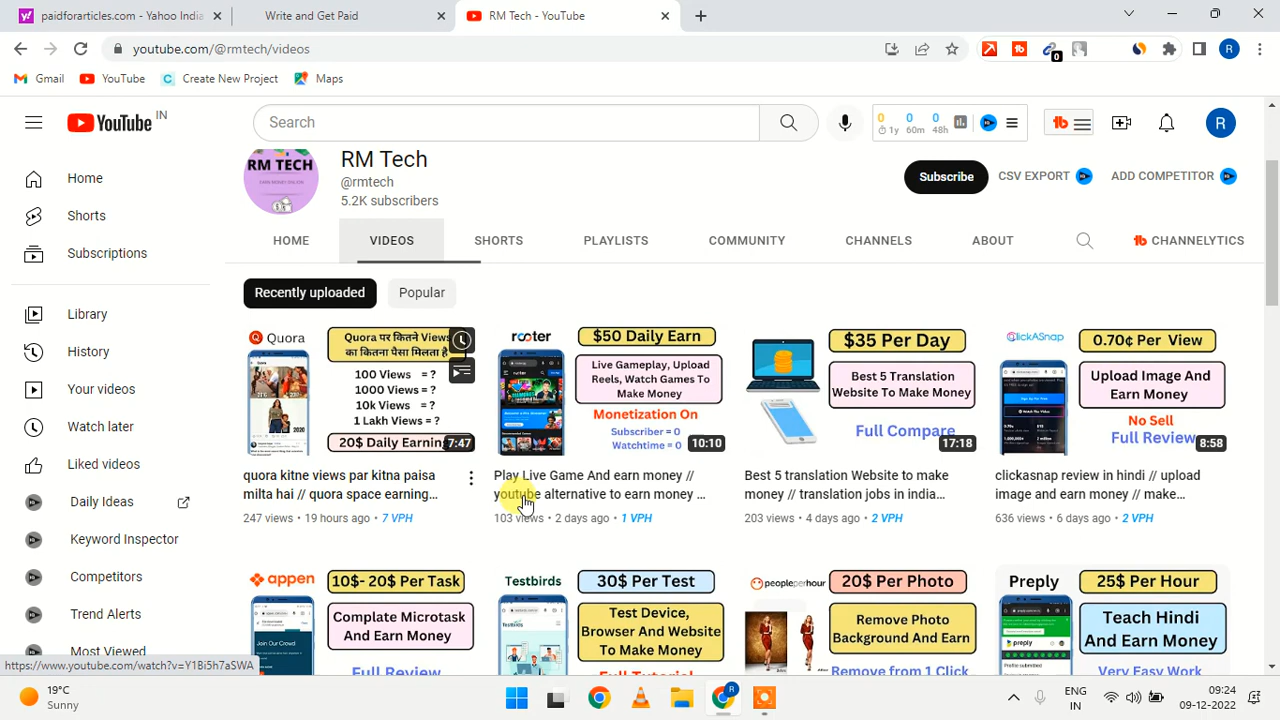 paidforpaid - Yahoo India
Write and Get Paid
RM Tech - YouTube
youtube.com/@rmtech/videos
Gmail
YouTube
Create New Project
Maps
YouTube IN
Search
0 0 0
1y 60m 48h
RM TECH
RM Tech
@rmtech
5.2K subscribers
Subscribe
CSV EXPORT
ADD COMPETITOR
Home
Shorts
Subscriptions
Library
History
Your videos
Watch later
Liked videos
Daily Ideas
Keyword Inspector
Competitors
Trend Alerts
Most Viewed
HOME
VIDEOS
SHORTS
PLAYLISTS
COMMUNITY
CHANNELS
ABOUT
CHANNELYTICS
Recently uploaded
Popular
Quora
Quora पर कितने Views
का कितना पैसा मिलता है
100 Views = ?
1000 Views = ?
10k Views = ?
1 Lakh Views = ?
Daily Earning
7:47
quora kitne views par kitna paisa
milta hai // quora space earning...
247 views • 19 hours ago • 7 VPH
rooter
$50 Daily Earn
Live Gameplay, Upload
Reels, Watch Games To
Make Money
Monetization On
Subscriber = 0
Watchtime = 0
10:10
Play Live Game And earn money //
youtube alternative to earn money ...
103 views • 2 days ago • 1 VPH
$35 Per Day
Best 5 Translation
Website To Make Money
Full Compare
17:18
Best 5 translation Website to make
money // translation jobs in india...
203 views • 4 days ago • 2 VPH
ClickASnap
0.70¢ Per View
Upload Image And
Earn Money
No Sell
Full Review
8:58
clickasnap review in hindi // upload
image and earn money // make...
636 views • 6 days ago • 2 VPH
appen
10$- 20$ Per Task
Complate Microtask
And Earn Money
Full Review
Testbirds
30$ Per Test
Test Device,
Browser And Website
To Make Money
Full Tutorial
peopleperhour
20$ Per Photo
Remove Photo
Background And Earn
Remove from 1 Click
Preply
25$ Per Hour
Teach Hindi
And Earn Money
Very Easy Work
19°C
Sunny
ENG
IN
09:24
09-12-2022